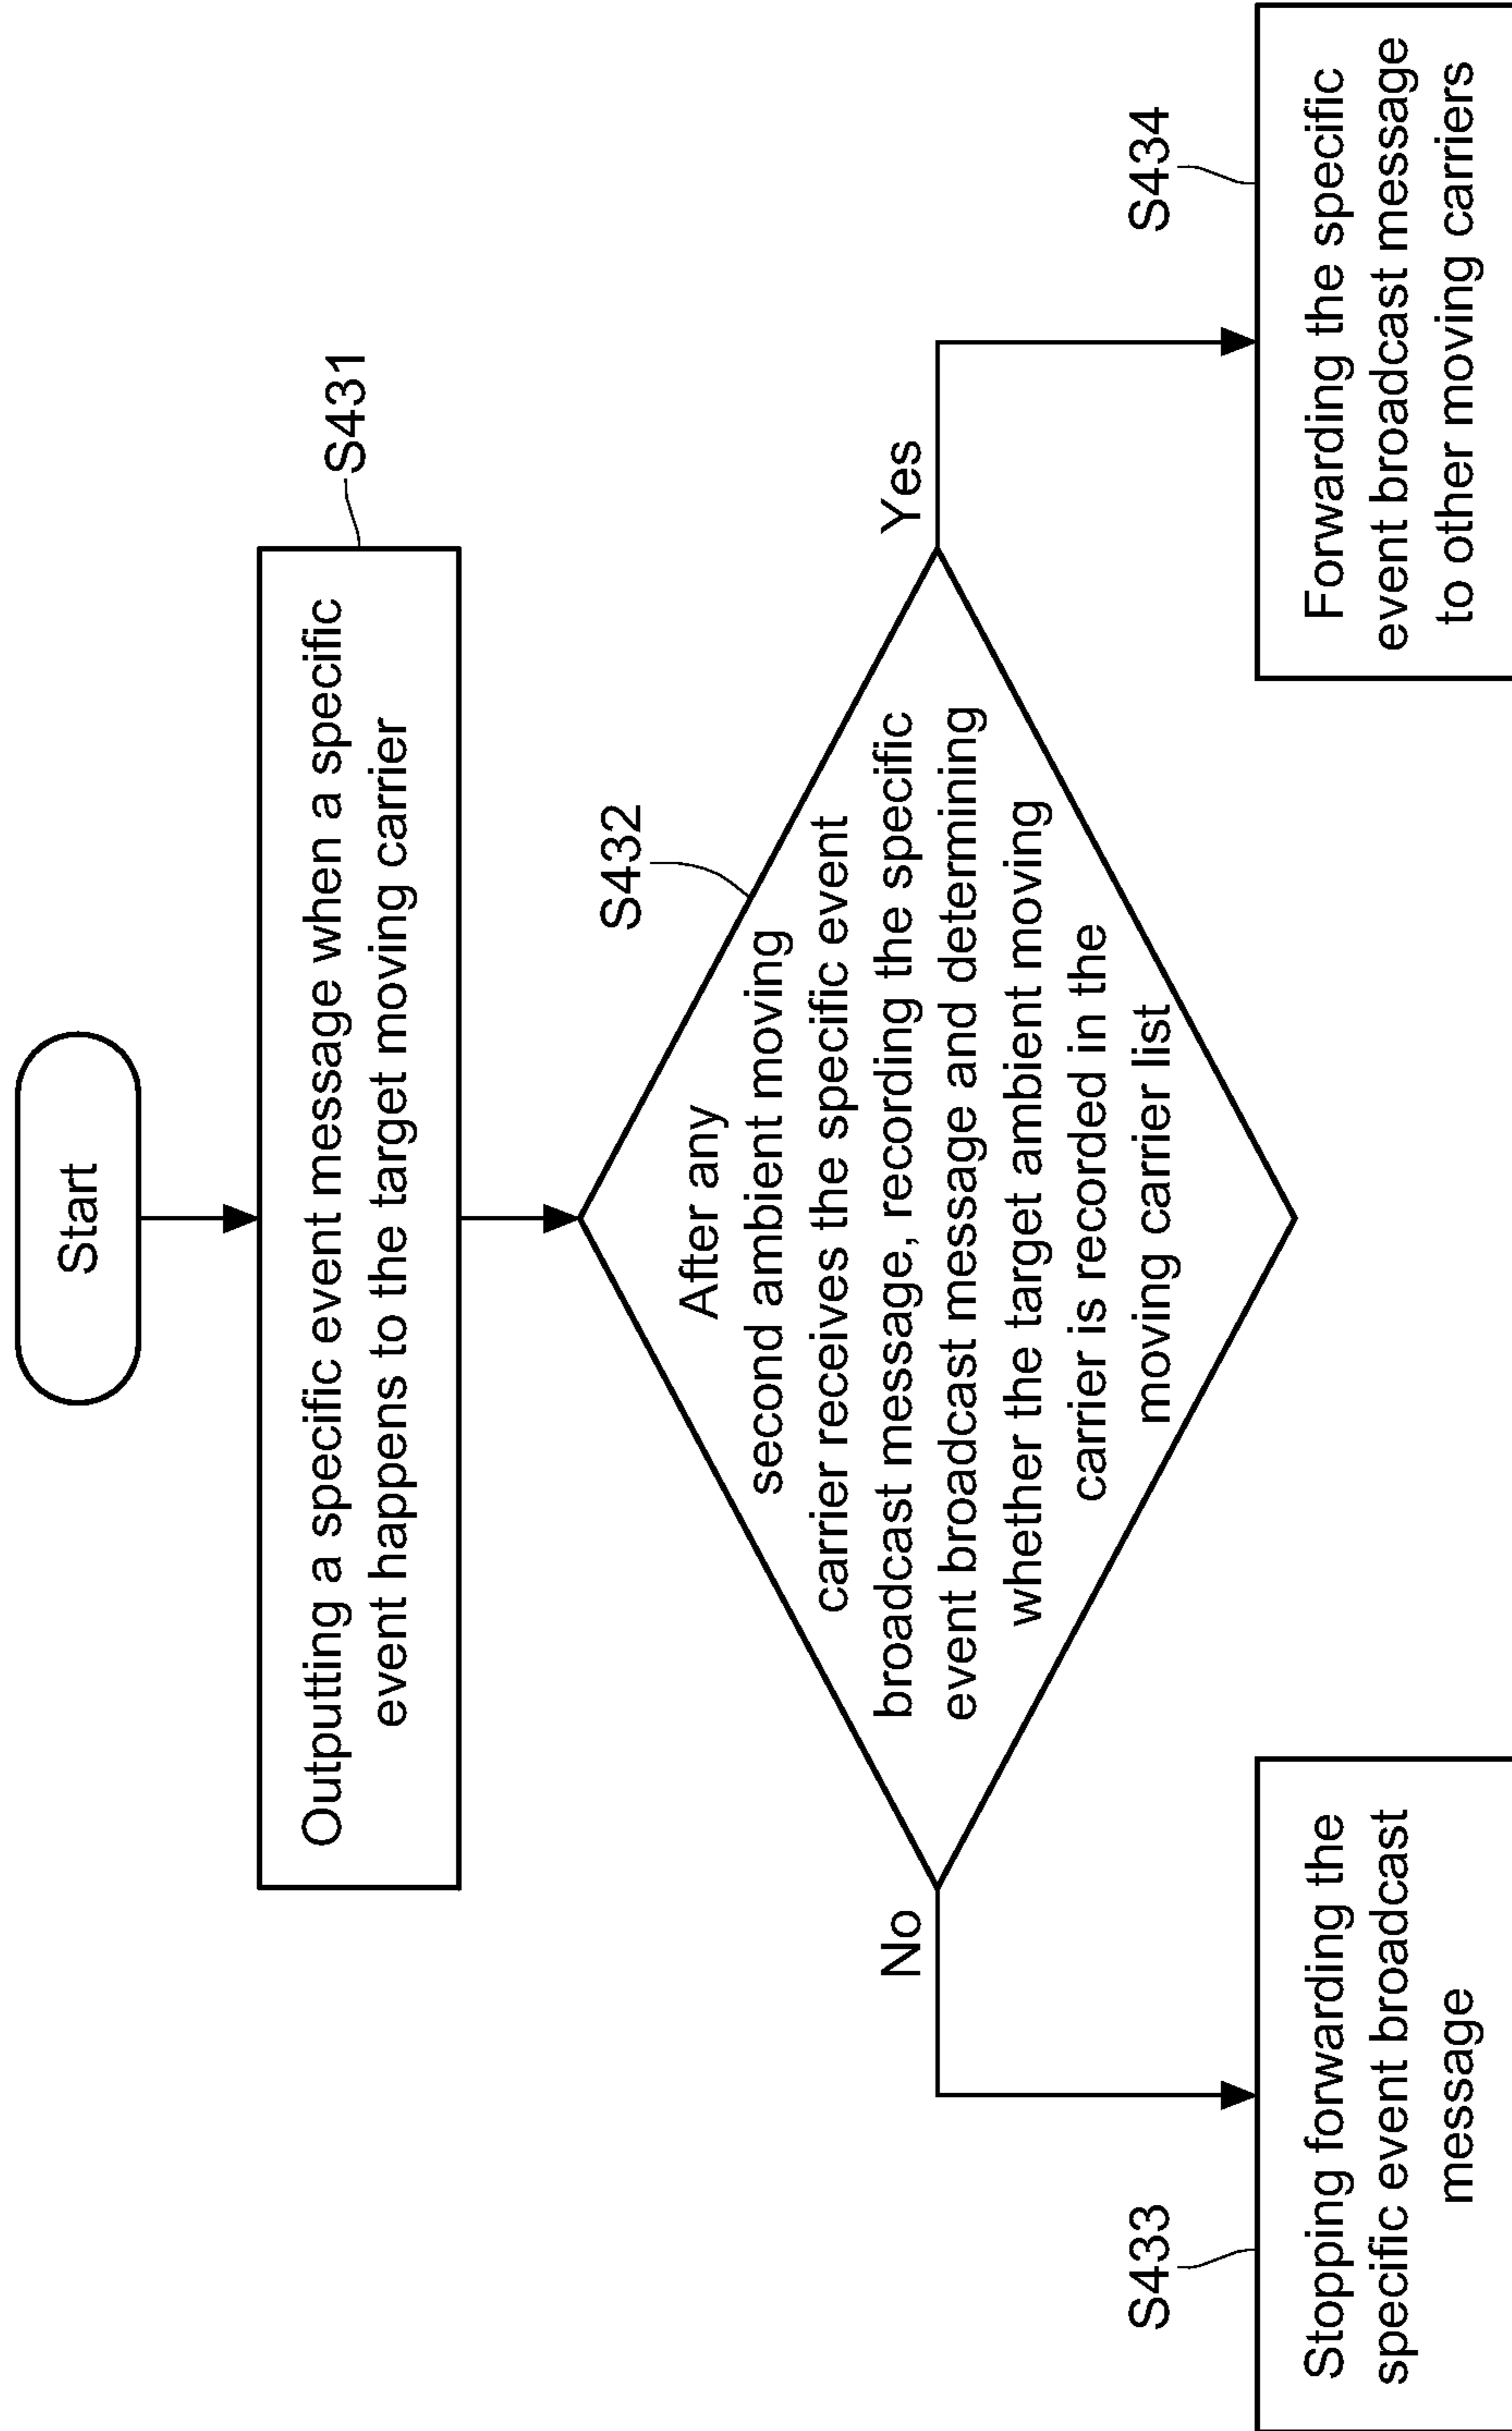 Start
S431
Outputting a specific event message when a specific
event happens to the target moving carrier
S432
After any
second ambient moving
carrier receives the specific event
broadcast message, recording the specific
event broadcast message and determining
whether the target ambient moving
carrier is recorded in the
moving carrier list
No
Yes
S433
Stopping forwarding the
specific event broadcast
message
S434
Forwarding the specific
event broadcast message
to other moving carriers